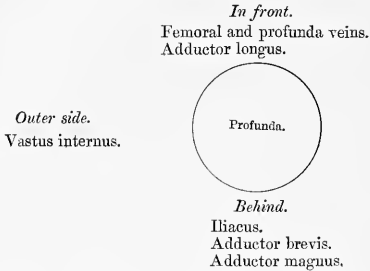 In front.
Femoral and profunda veins.
Adductor longus.
Outer side.
Vastus internus.
Profunda.
Behind.
Iliacus.
Adductor brevis.
Adductor magnus.